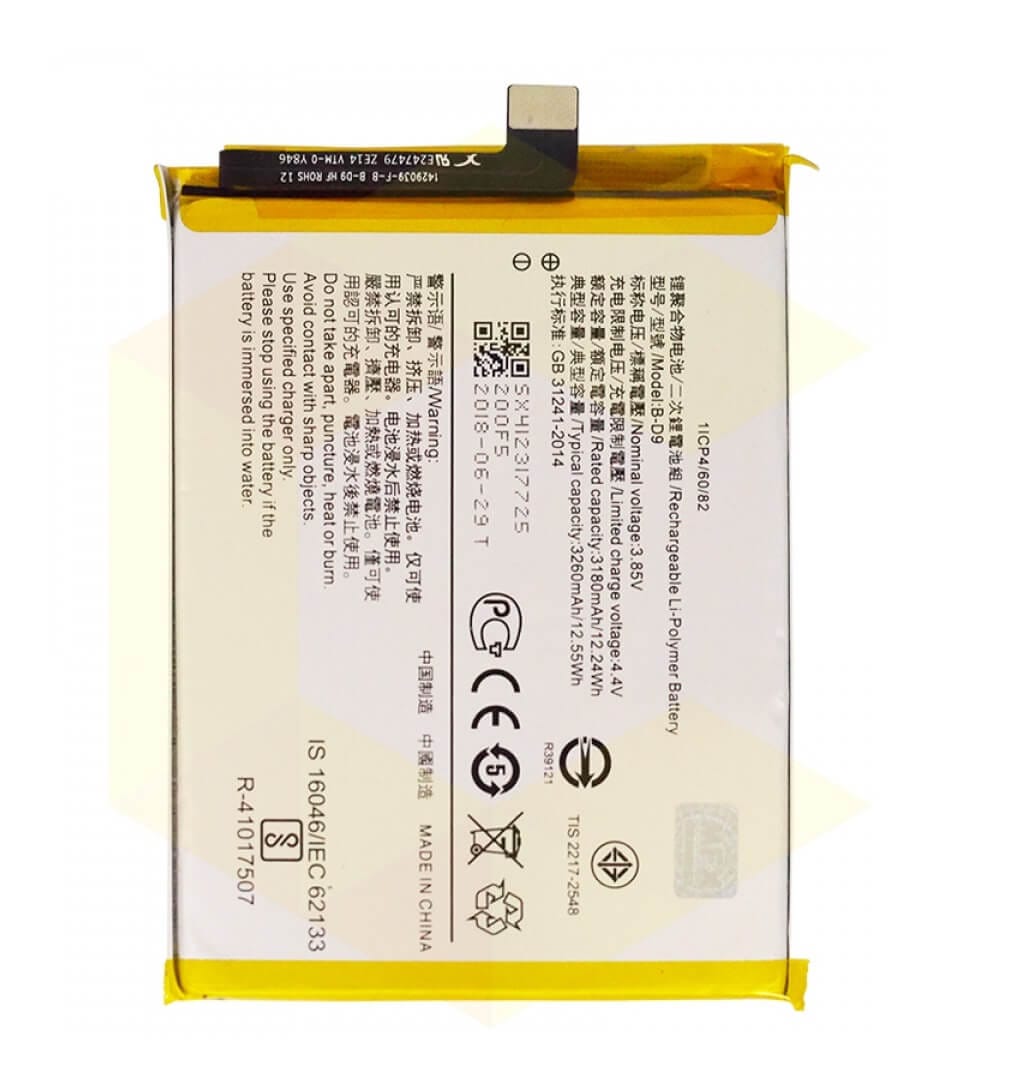 1429039-F-B B-D9 HF ROHS 12
E247479 ZE14 VTM-0 Y846
1ICP4/60/82
锂聚合物电池/二次鋰電池組/Rechargeable Li-Polymer Battery
型号/型號/Model:B-D9
标称电压/標稱電壓/Nominal voltage:3.85V
充电限制电压/充電限制電壓/Limited charge voltage:4.4V
额定容量/額定電容量/Rated capacity:3180mAh/12.24Wh
典型容量/典型容量/Typical capacity:3260mAh/12.55Wh
执行标准:GB 31241-2014
⊕
⊖
SX412317725
200F5
2018-06-29 T
R39121
TIS 2217-2548
PG
CE
5
警示语/警示語/Warning:
严禁拆卸、挤压、加热或燃烧电池。仅可使
用认可的充电器。电池浸水后禁止使用。
嚴禁拆卸、擠壓、加熱或燃燒電池。僅可使
用認可的充電器。電池浸水後禁止使用。
Do not take apart, puncture, heat or burn.
Avoid contact with sharp objects.
Use specified charger only.
Please stop using the battery if the
battery is immersed into water.
中国制造 中國制造 MADE IN CHINA
IS 16046/IEC 62133
R-41017507